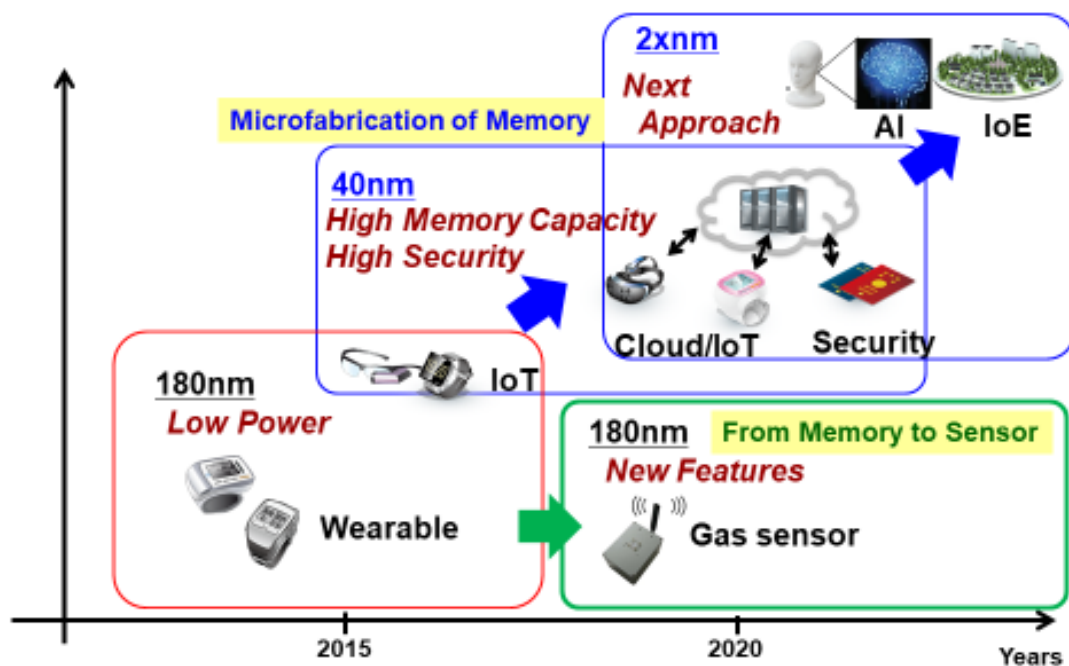 2xnm
Next
Approach
AI
IoE
Microfabrication of Memory
40nm
High Memory Capacity
High Security
Cloud/IoT
Security
IoT
180nm
Low Power
Wearable
180nm
From Memory to Sensor
New Features
Gas sensor
2015
2020
Years